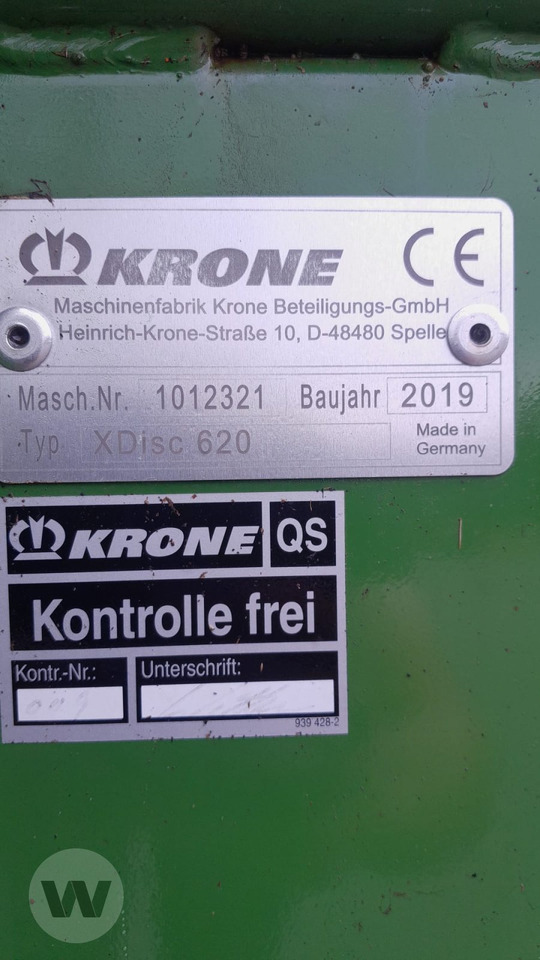 KRONE CE
Maschinenfabrik Krone Beteiligungs-GmbH
Heinrich-Krone-Straße 10, D-48480 Spelle
Masch.Nr. 1012321 Baujahr 2019
Typ XDisc 620 Made in
Germany
KRONE QS
Kontrolle frei
Kontr.-Nr.: Unterschrift:
939 428-2
W